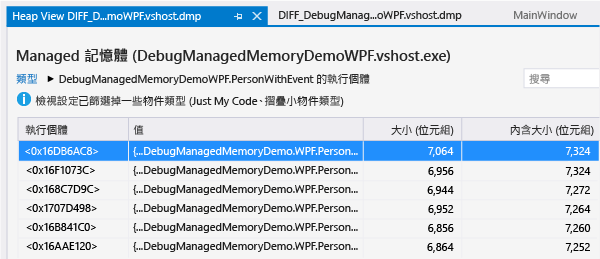 Heap View DIFF_D...moWPF.vshost.dmp DIFF_DebugManag...oWPF.vshost.dmp MainWindow
Managed 記憶體 (DebugManagedMemoryDemoWPF.vshost.exe)
類型 ▶ DebugManagedMemoryDemoWPF.PersonWithEvent 的執行個體 搜尋
檢視設定已篩選掉一些物件類型 (Just My Code、摺疊小物件類型)
執行個體 值 大小 (位元組) 內含大小 (位元組)
<0x16DB6AC8> {...DebugManagedMemoryDemo.WPF.Person... 7,064 7,324
<0x16F1073C> {...DebugManagedMemoryDemo.WPF.Person... 6,956 7,324
<0x168C7D9C> {...DebugManagedMemoryDemo.WPF.Person... 6,944 7,272
<0x1707D498> {...DebugManagedMemoryDemo.WPF.Person... 6,952 7,264
<0x16B841C0> {...DebugManagedMemoryDemo.WPF.Person... 6,856 7,260
<0x16AAE120> {...DebugManagedMemoryDemo.WPF.Person... 6,864 7,252